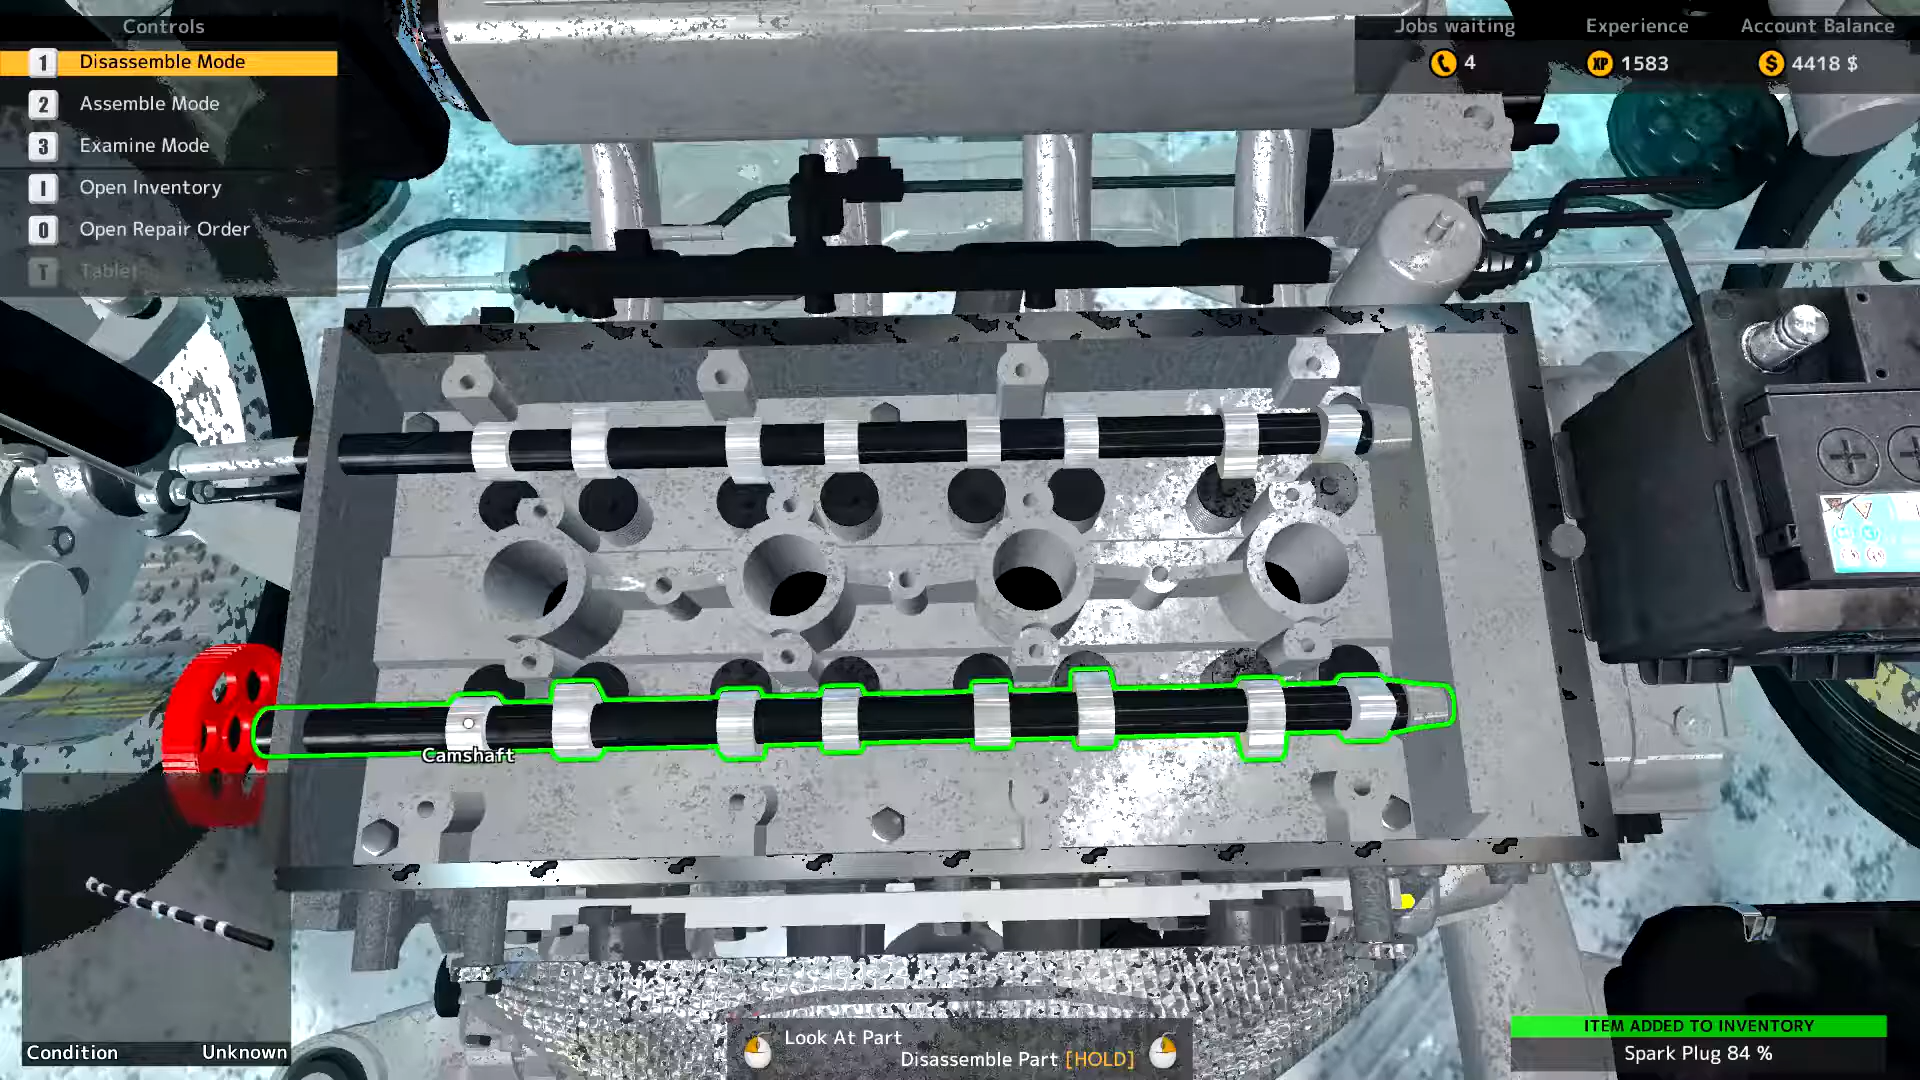 Controls
1 Disassemble Mode
2 Assemble Mode
3 Examine Mode
I Open Inventory
O Open Repair Order
T Tablet
Jobs waiting
4
Experience
XP 1583
Account Balance
$ 4418 $
Camshaft
Condition Unknown
Look At Part
Disassemble Part [HOLD]
ITEM ADDED TO INVENTORY
Spark Plug 84 %